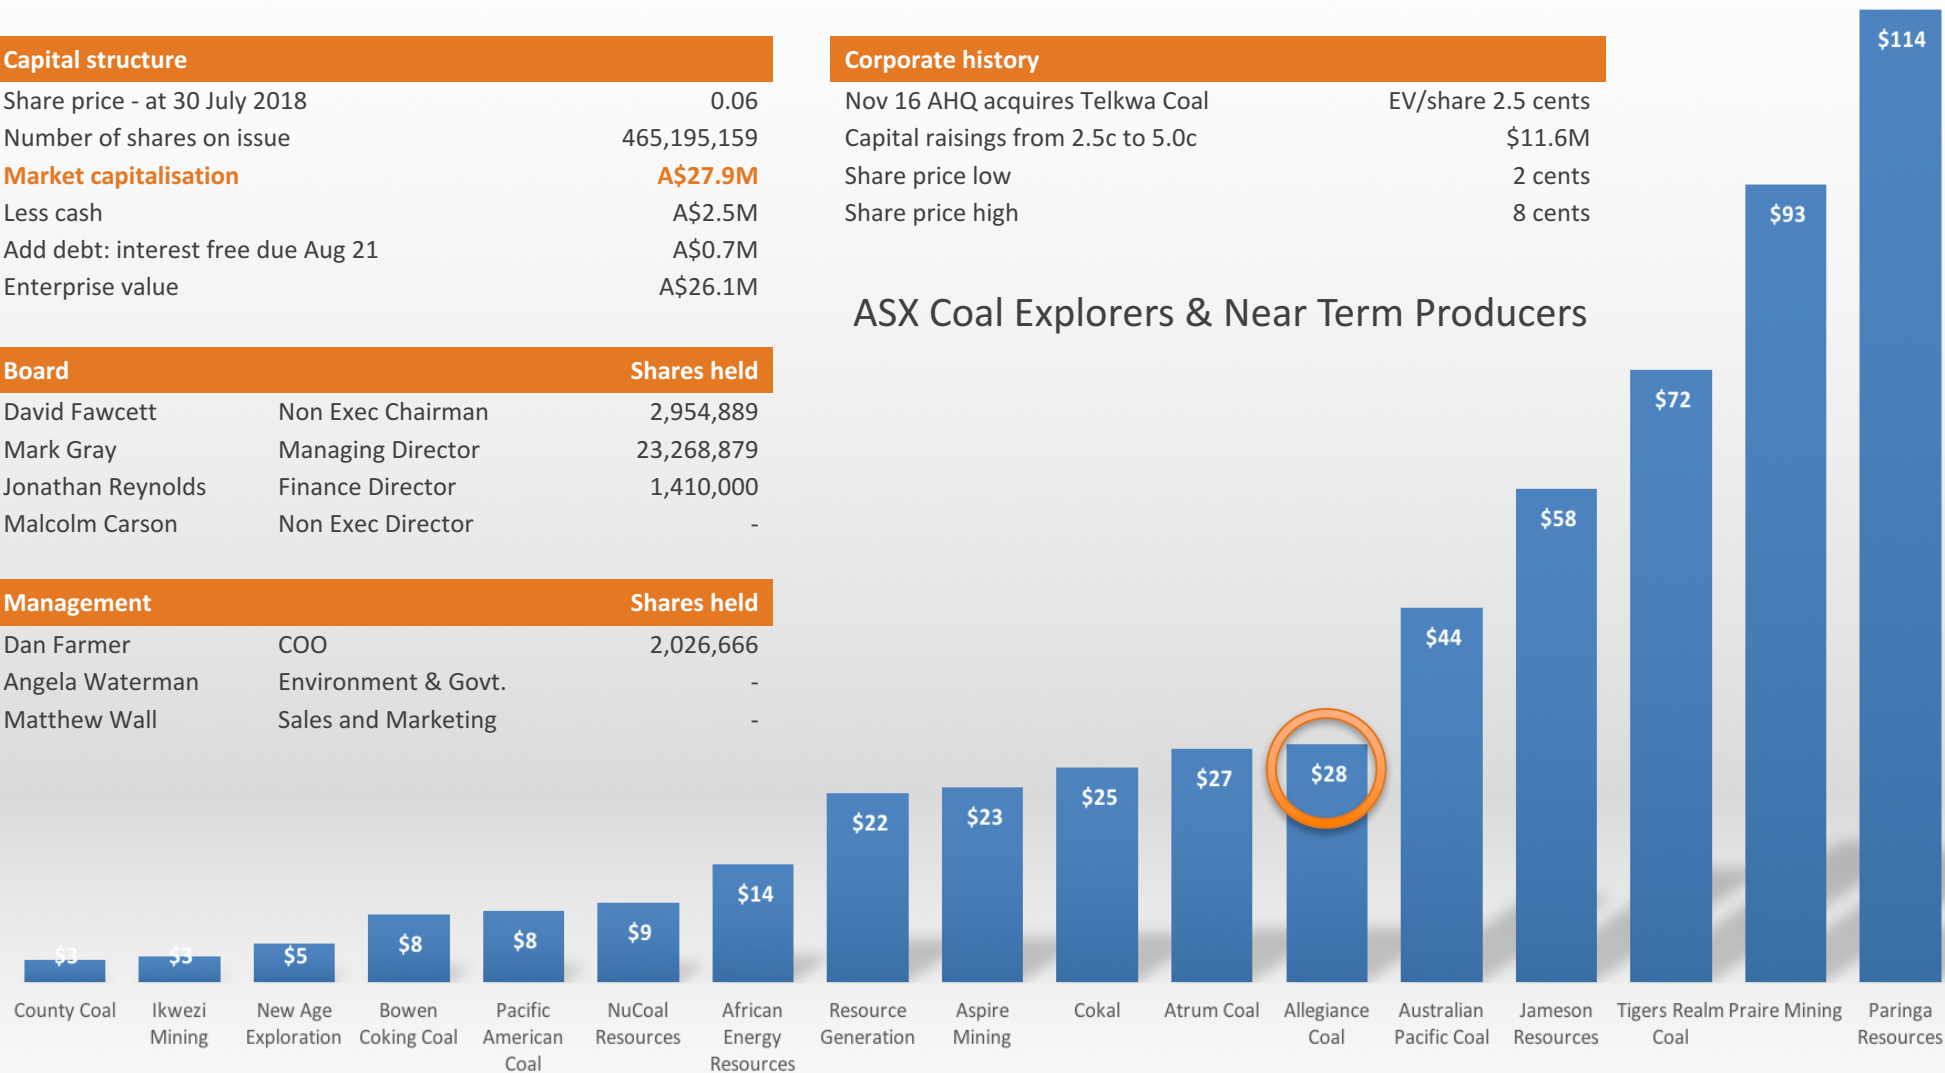 Capital structure
Share price - at 30 July 2018 0.06
Number of shares on issue 465,195,159
Market capitalisation A$27.9M
Less cash A$2.5M
Add debt: interest free due Aug 21 A$0.7M
Enterprise value A$26.1M
Board Shares held
David Fawcett Non Exec Chairman 2,954,889
Mark Gray Managing Director 23,268,879
Jonathan Reynolds Finance Director 1,410,000
Malcolm Carson Non Exec Director -
Management Shares held
Dan Farmer COO 2,026,666
Angela Waterman Environment & Govt. -
Matthew Wall Sales and Marketing -
Corporate history
Nov 16 AHQ acquires Telkwa Coal EV/share 2.5 cents
Capital raisings from 2.5c to 5.0c $11.6M
Share price low 2 cents
Share price high 8 cents
ASX Coal Explorers & Near Term Producers
$3
$3
$5
$8
$8
$9
$14
$22
$23
$25
$27
$28
$44
$58
$72
$93
$114
County Coal
Ikwezi
Mining
New Age
Exploration
Bowen
Coking Coal
Pacific
American
Coal
NuCoal
Resources
African
Energy
Resources
Resource
Generation
Aspire
Mining
Cokal
Atrum Coal
Allegiance
Coal
Australian
Pacific Coal
Jameson
Resources
Tigers Realm
Coal
Praire Mining
Paringa
Resources